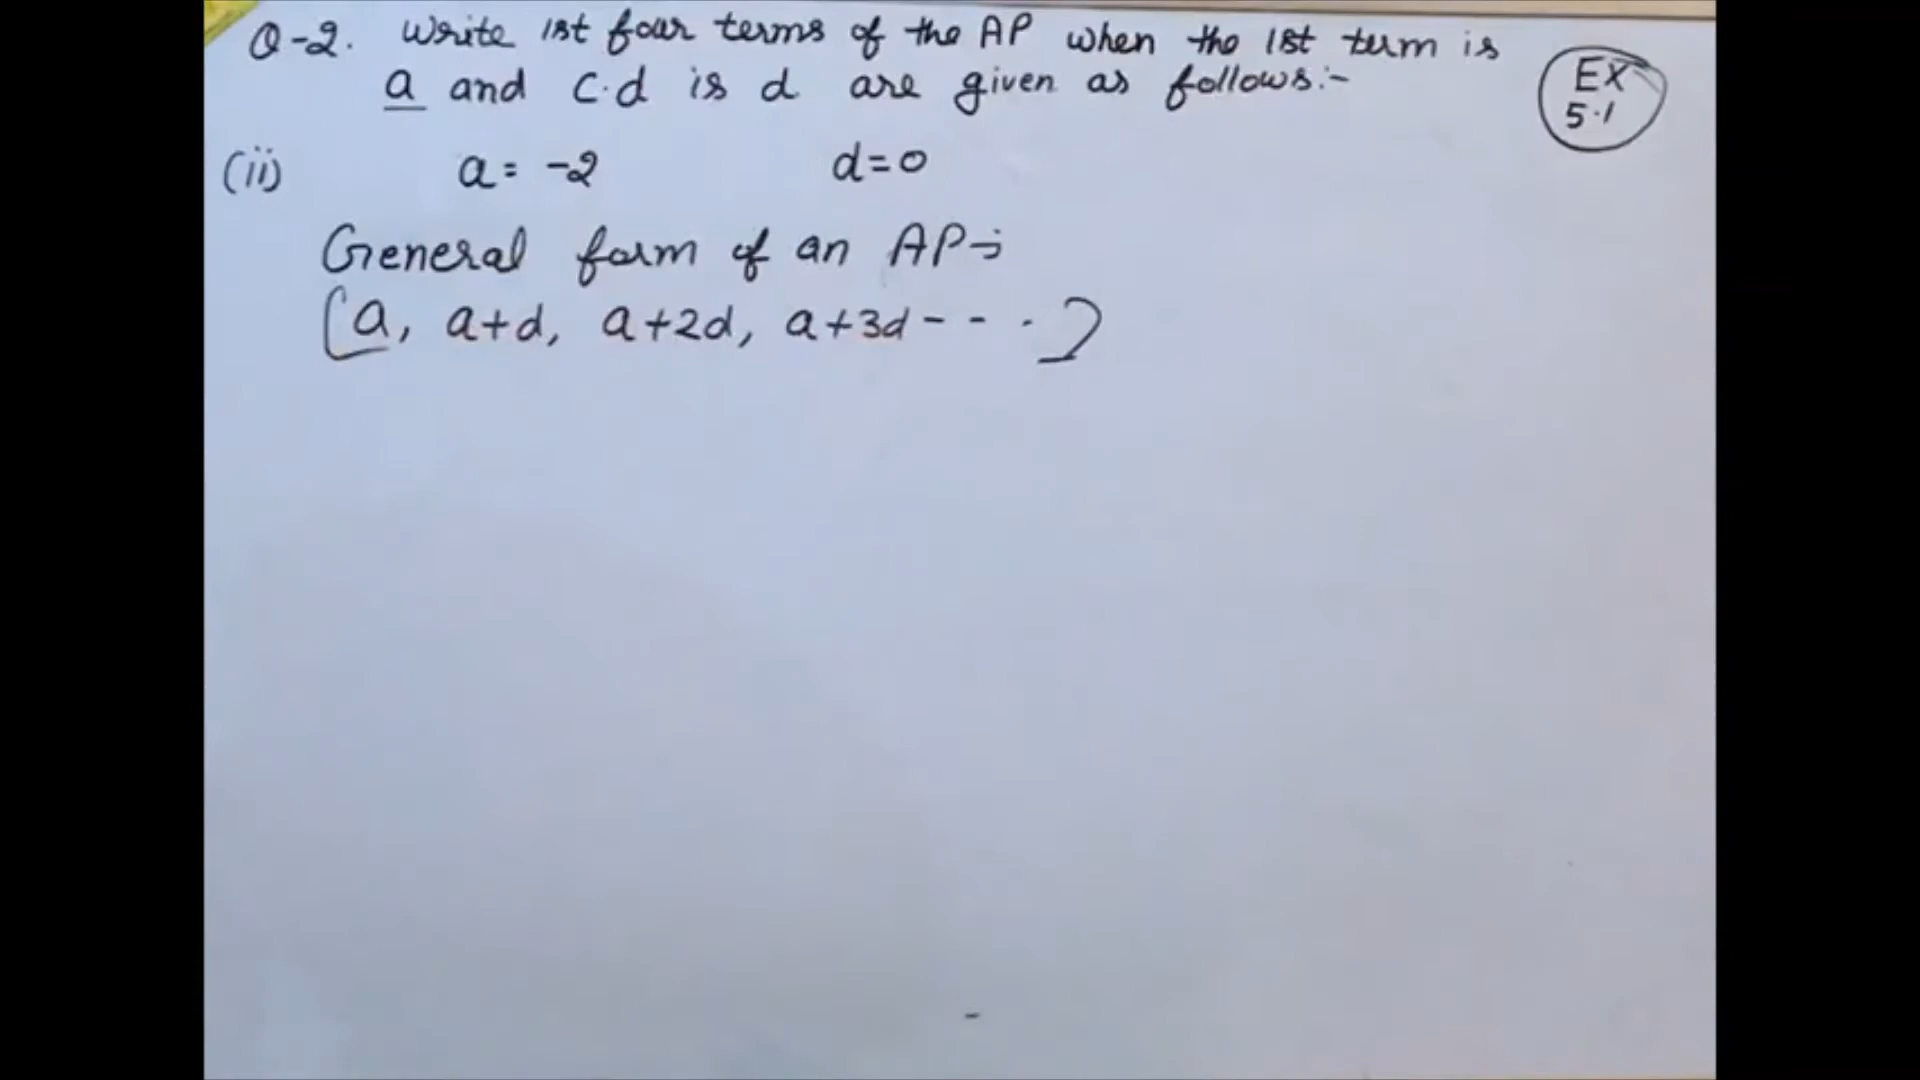 Q-2. Write 1st four terms of the AP when the 1st term is
a and c.d is d are given as follows:-
EX
5.1
(ii) a = -2 d=0
General form of an AP:-
[a, a+d, a+2d, a+3d - - - ]